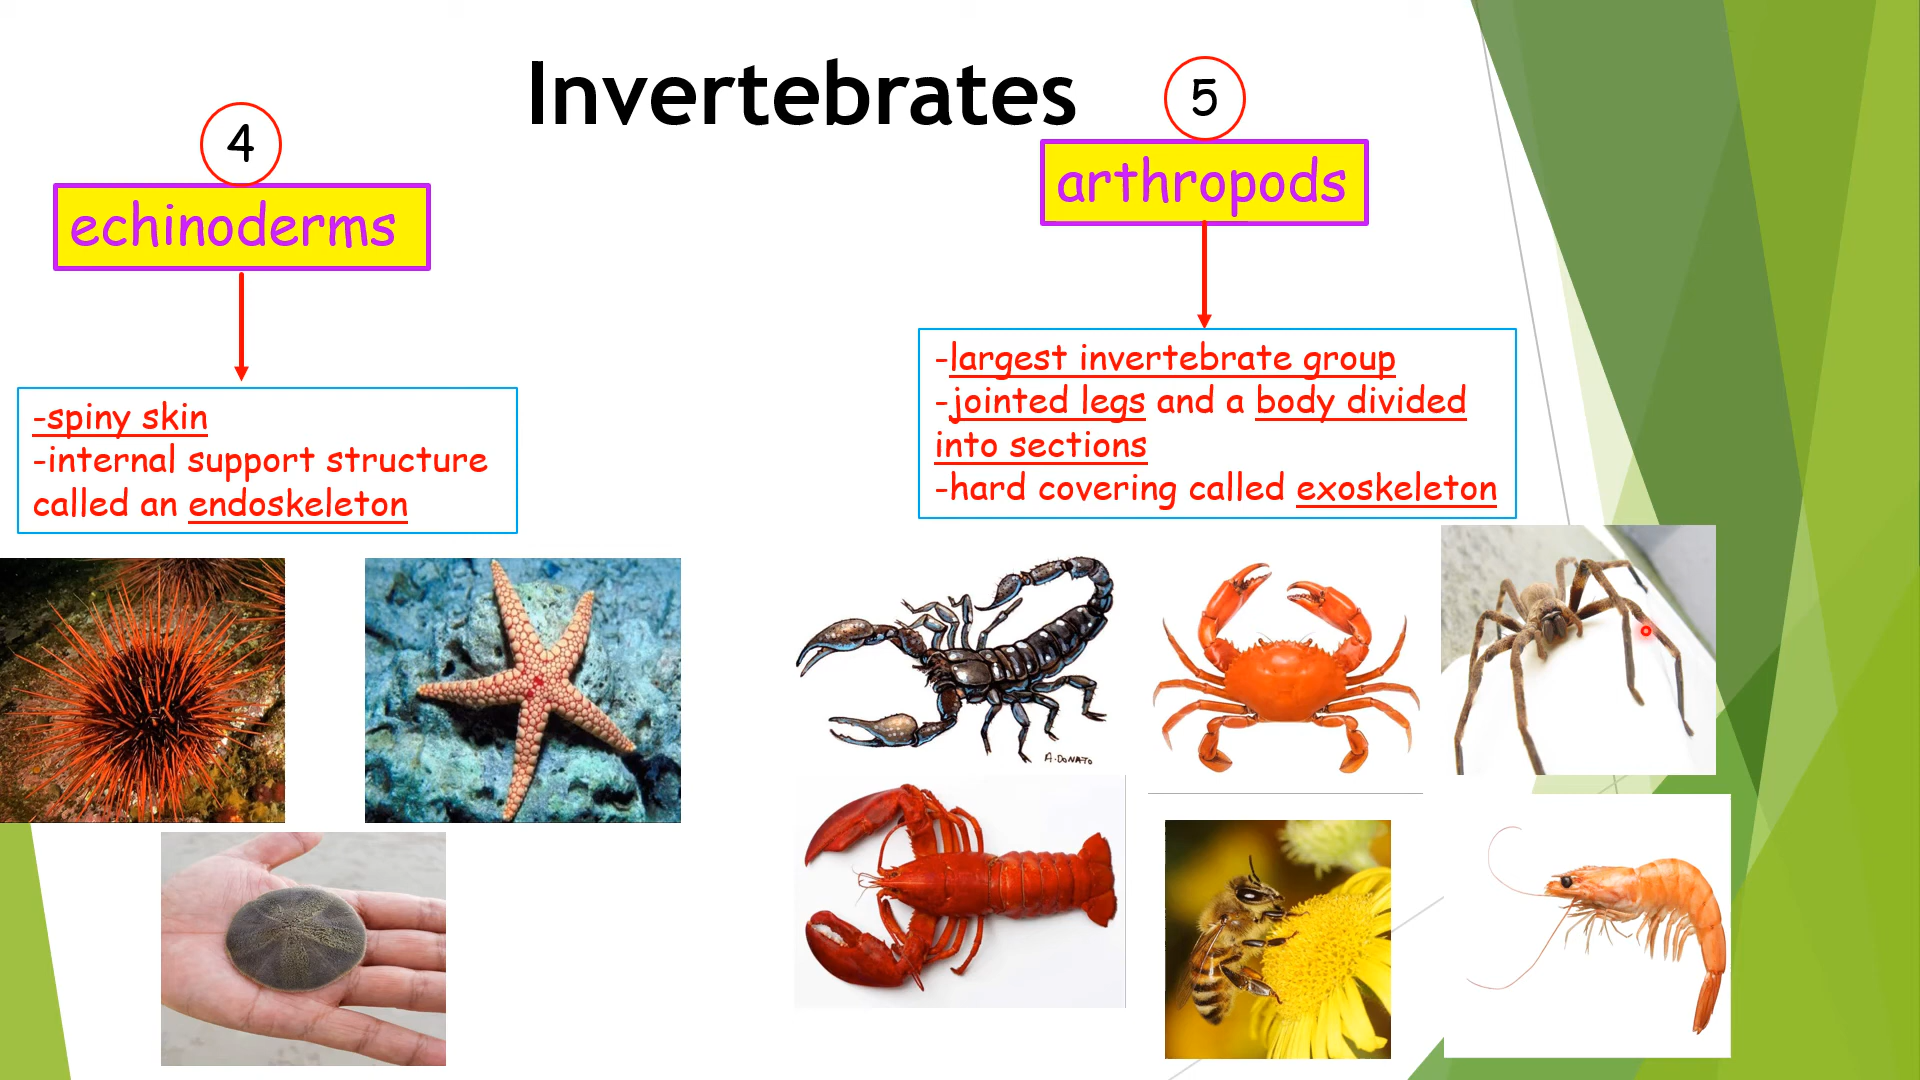 Invertebrates
4
echinoderms
-spiny skin
-internal support structure
called an endoskeleton
5
arthropods
-largest invertebrate group
-jointed legs and a body divided
into sections
-hard covering called exoskeleton
A.DONATO